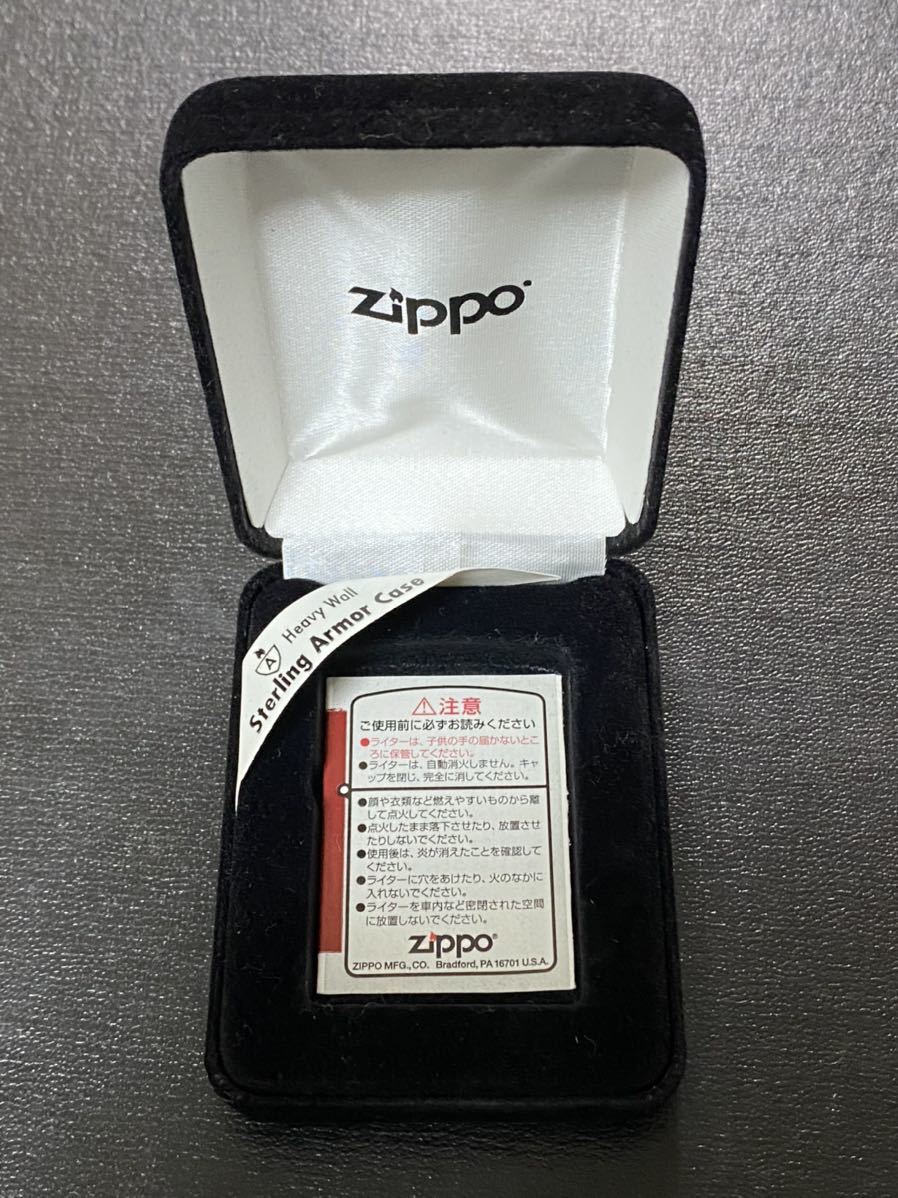 Zippo
A Heavy Wall
Sterling Armor Case
⚠注意
ご使用前に必ずお読みください
●ライターは、子供の手の届かないとこ
ろに保管してください。
●ライターは、自動消火しません。キャ
ップを閉じ、完全に消してください。
●顔や衣類など燃えやすいものから離
して点火してください。
●点火したまま落下させたり、放置させ
たりしないでください。
●使用後は、炎が消えたことを確認して
ください。
●ライターに穴をあけたり、火のなかに
入れないでください。
●ライターを車内など密閉された空間
に放置しないでください。
Zippo®
ZIPPO MFG.,CO. Bradford, PA 16701 U.S.A.